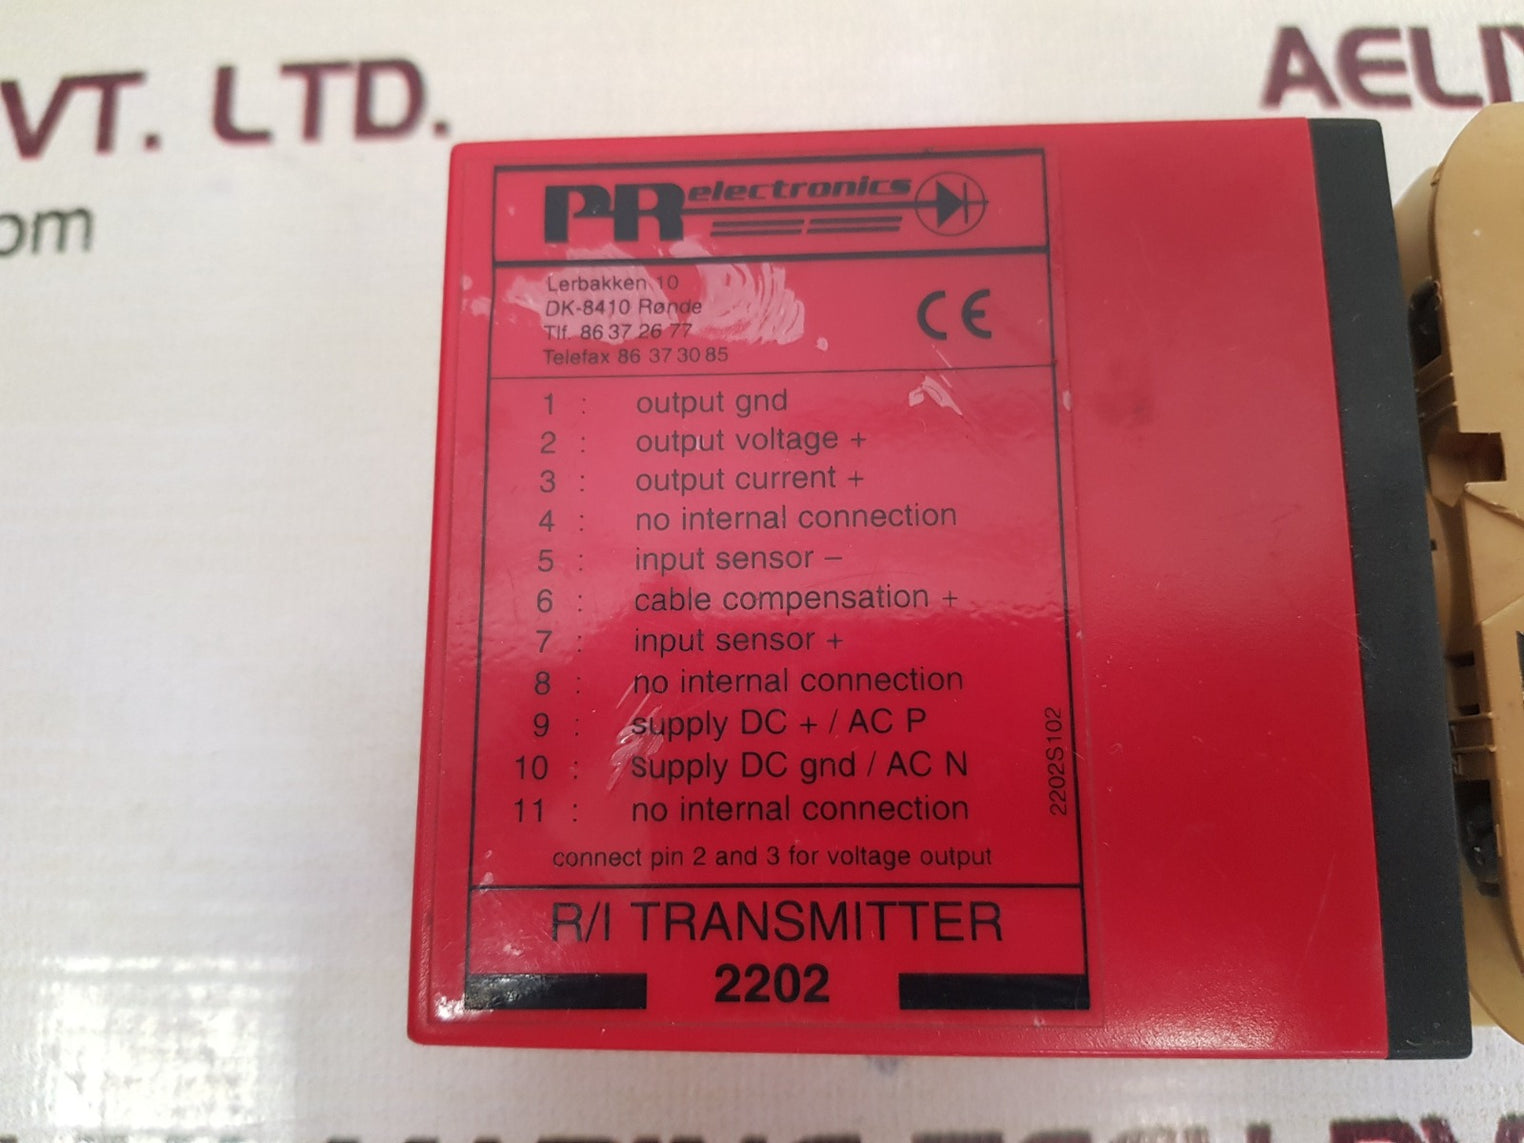 VT. LTD.
AELIY
om
PR electronics
Lerbakken 10
DK-8410 Rønde
Tlf. 86 37 26 77
Telefax 86 37 30 85
CE
1 : output gnd
2 : output voltage +
3 : output current +
4 : no internal connection
5 : input sensor –
6 : cable compensation +
7 : input sensor +
8 : no internal connection
9 : supply DC + / AC P
10 : supply DC gnd / AC N
11 : no internal connection
connect pin 2 and 3 for voltage output
2202S102
R/I TRANSMITTER
2202